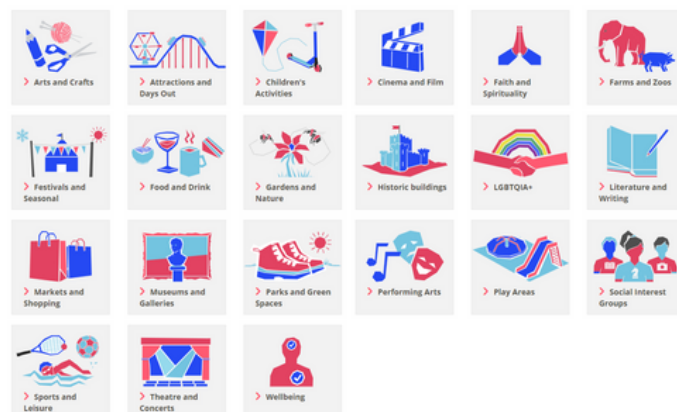 Arts and Crafts
Attractions and
Days Out
Children's
Activities
Cinema and Film
Faith and
Spirituality
Farms and Zoos
Festivals and
Seasonal
Food and Drink
Gardens and
Nature
Historic buildings
LGBTQIA+
Literature and
Writing
Markets and
Shopping
Museums and
Galleries
Parks and Green
Spaces
Performing Arts
Play Areas
2
Social Interest
Groups
Sports and
Leisure
Theatre and
Concerts
Wellbeing